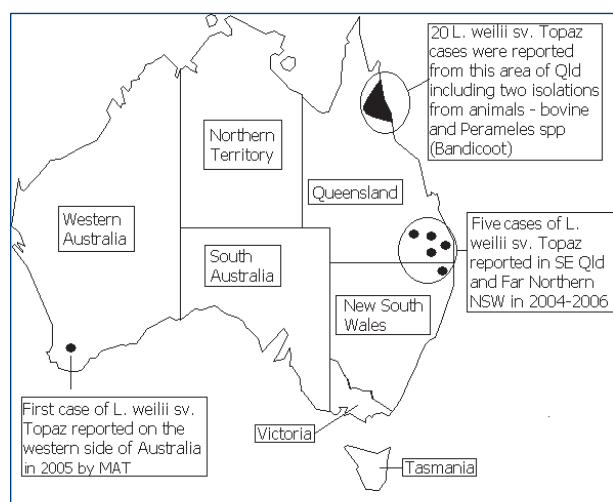 20 L. weilii sv. Topaz
cases were reported
from this area of Qld
including two isolations
from animals - bovine
and Perameles spp
(Bandicoot)
Northern
Territory
Queensland
Western
Australia
South
Australia
Five cases of L.
weilii sv. Topaz
reported in SE Qld
and Far Northern
NSW in 2004-2006
New South
Wales
First case of L. weilii sv.
Topaz reported on the
western side of Australia
in 2005 by MAT
Victoria
Tasmania